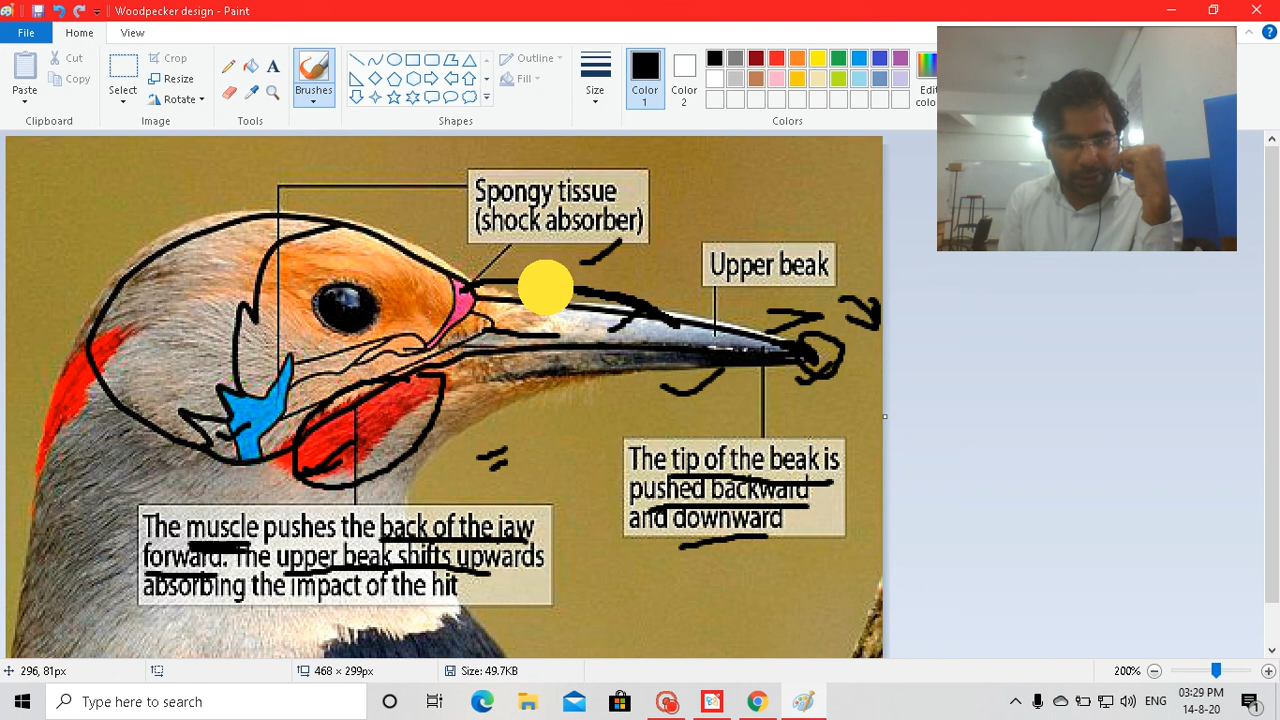 Woodpecker design - Paint
File
Home
View
Paste
Cut
Copy
Clipboard
Select
Crop
Resize
Rotate
Image
Tools
Brushes
Shapes
Outline
Fill
Size
Color 1
Color 2
Colors
Spongy tissue
(shock absorber)
Upper beak
The tip of the beak is
pushed backward
and downward
The muscle pushes the back of the jaw
forward. The upper beak shifts upwards
absorbing the impact of the hit
296, 81px
468 × 299px
Size: 49.7KB
200%
Type here to search
ENG
03:29 PM
14-8-20